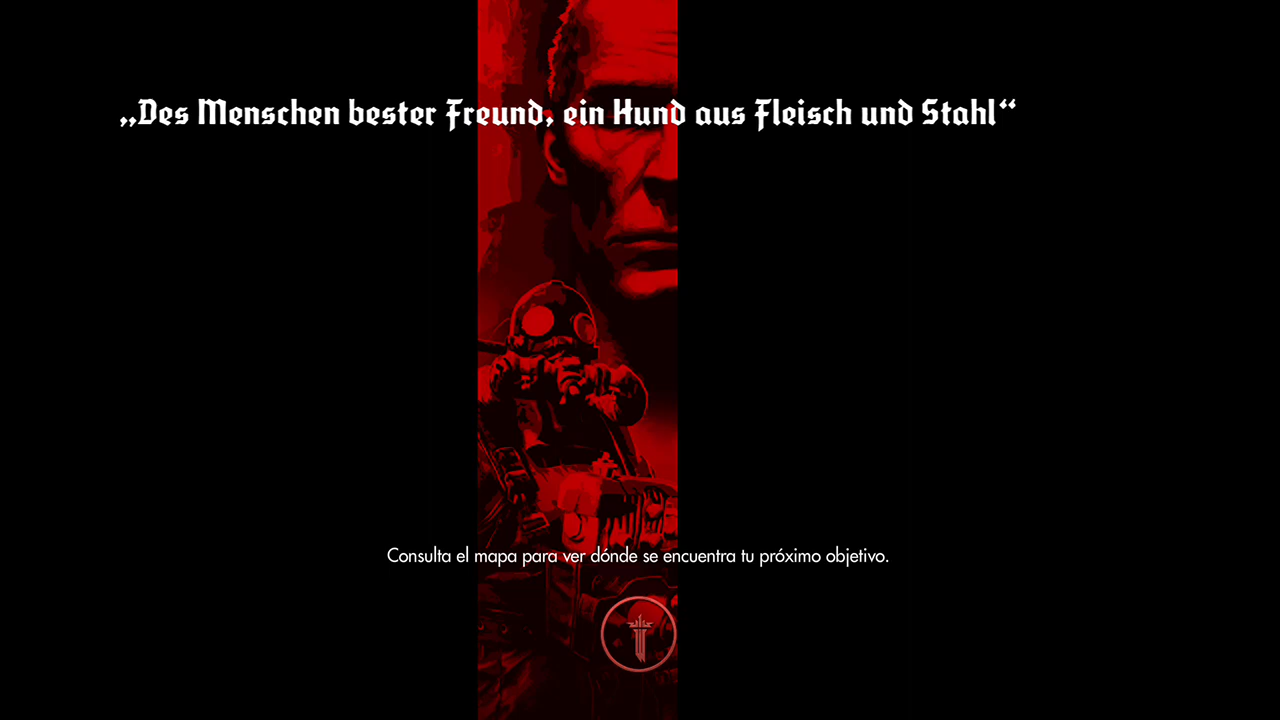 „Des Menschen bester Freund, ein Hund aus Fleisch und Stahl“
Consulta el mapa para ver dónde se encuentra tu próximo objetivo.